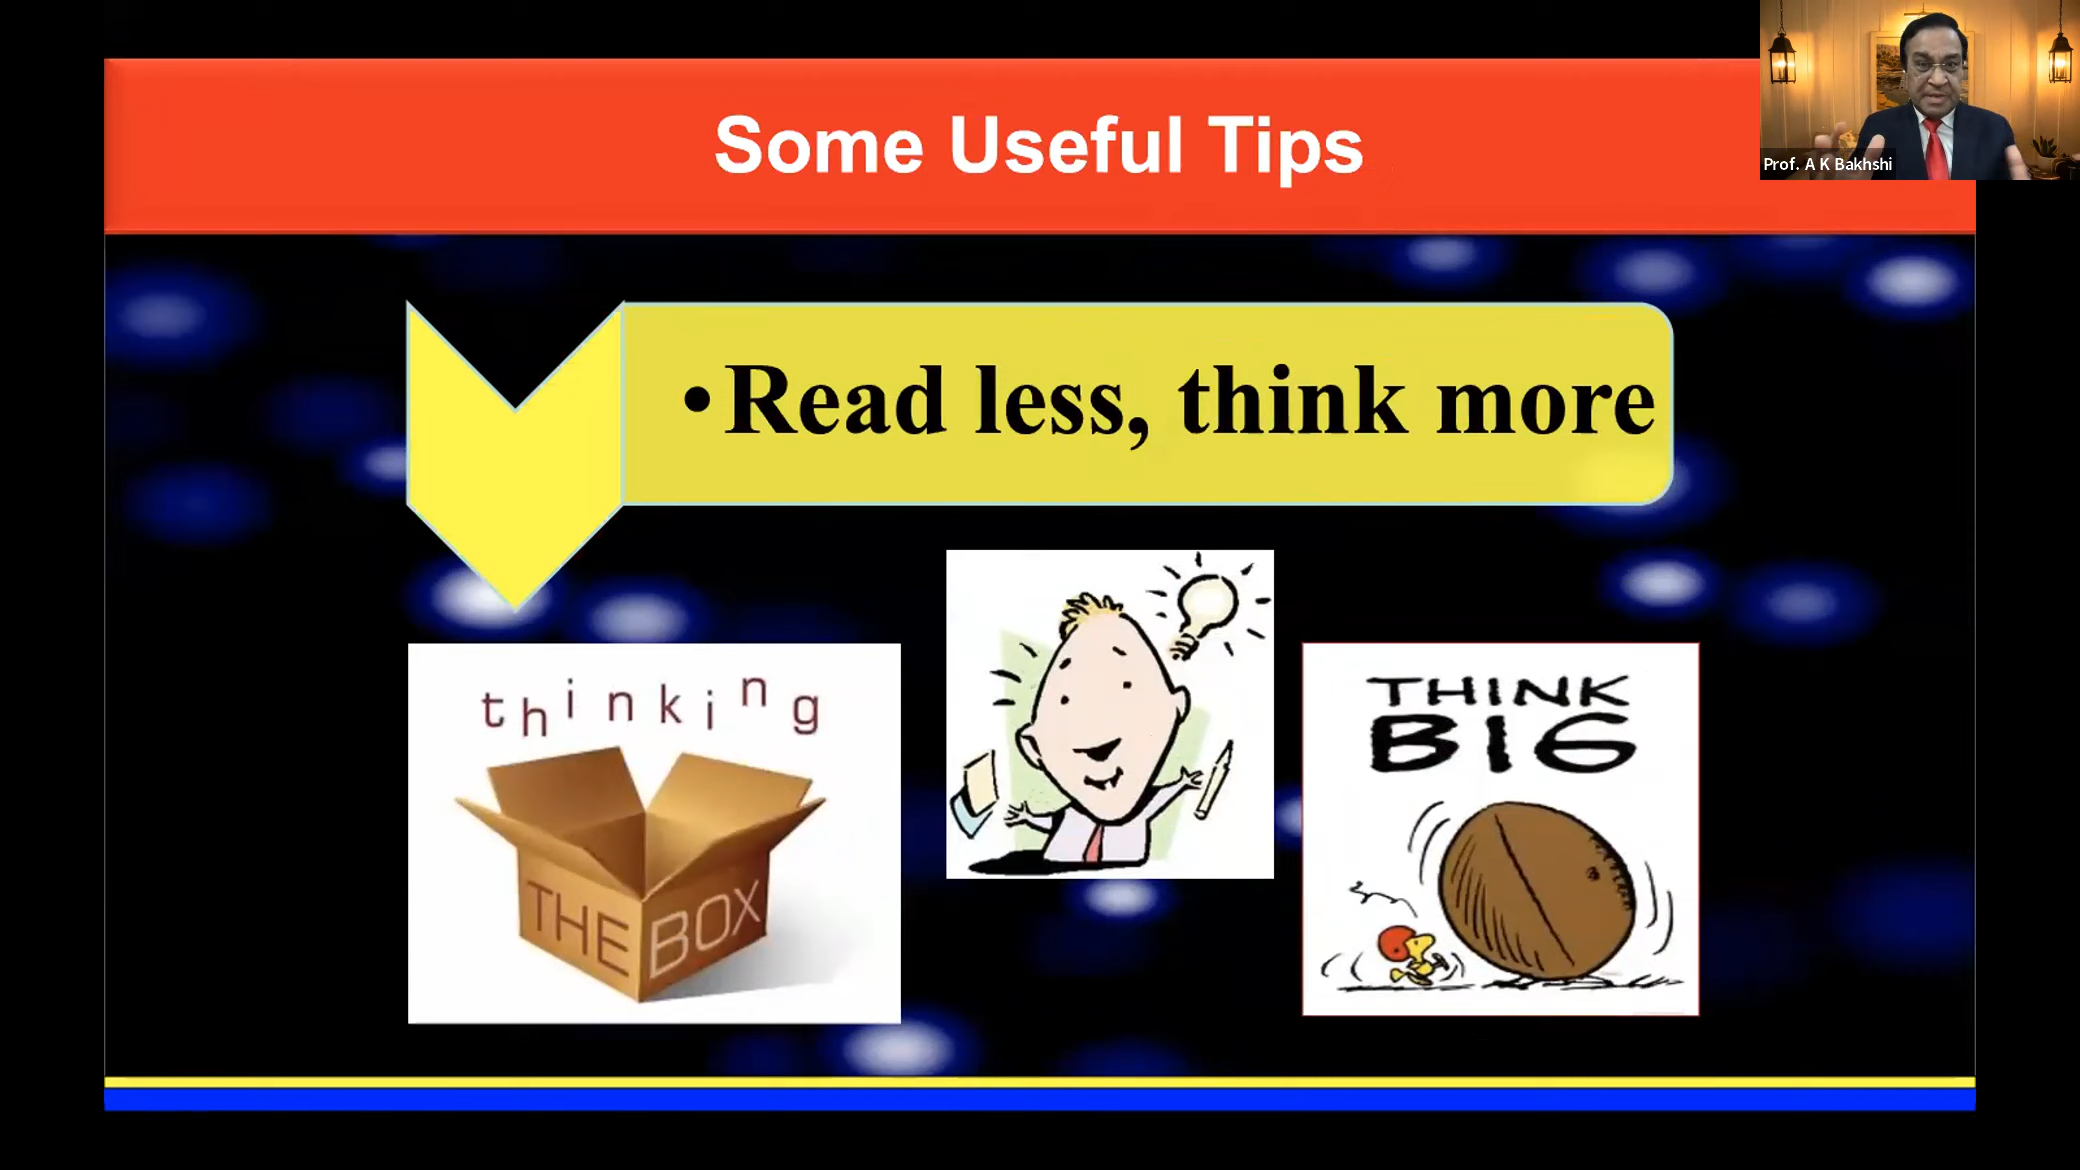 Some Useful Tips
Prof. A K Bakhshi
•Read less, think more
thinking
THE BOX
THINK
BIG